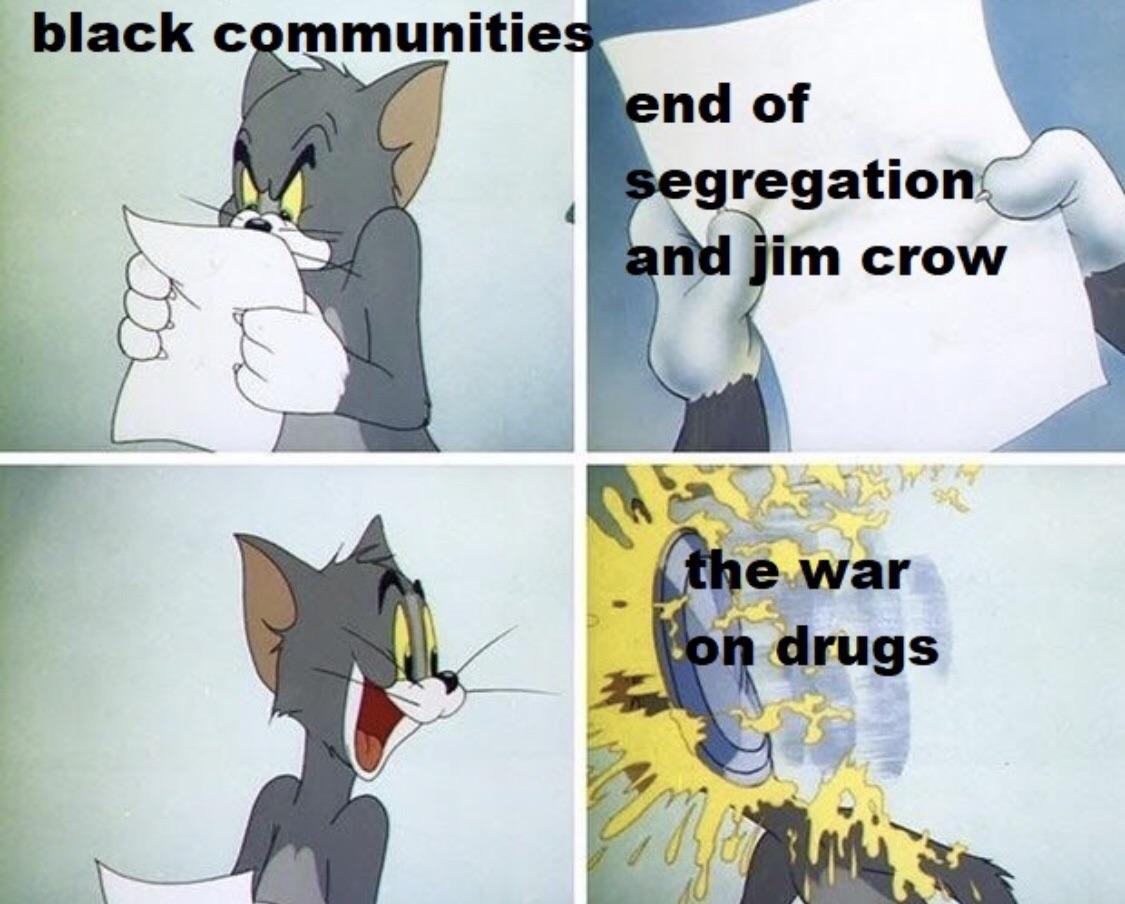 black communities
end of
segregation
and jim crow
the war
on drugs